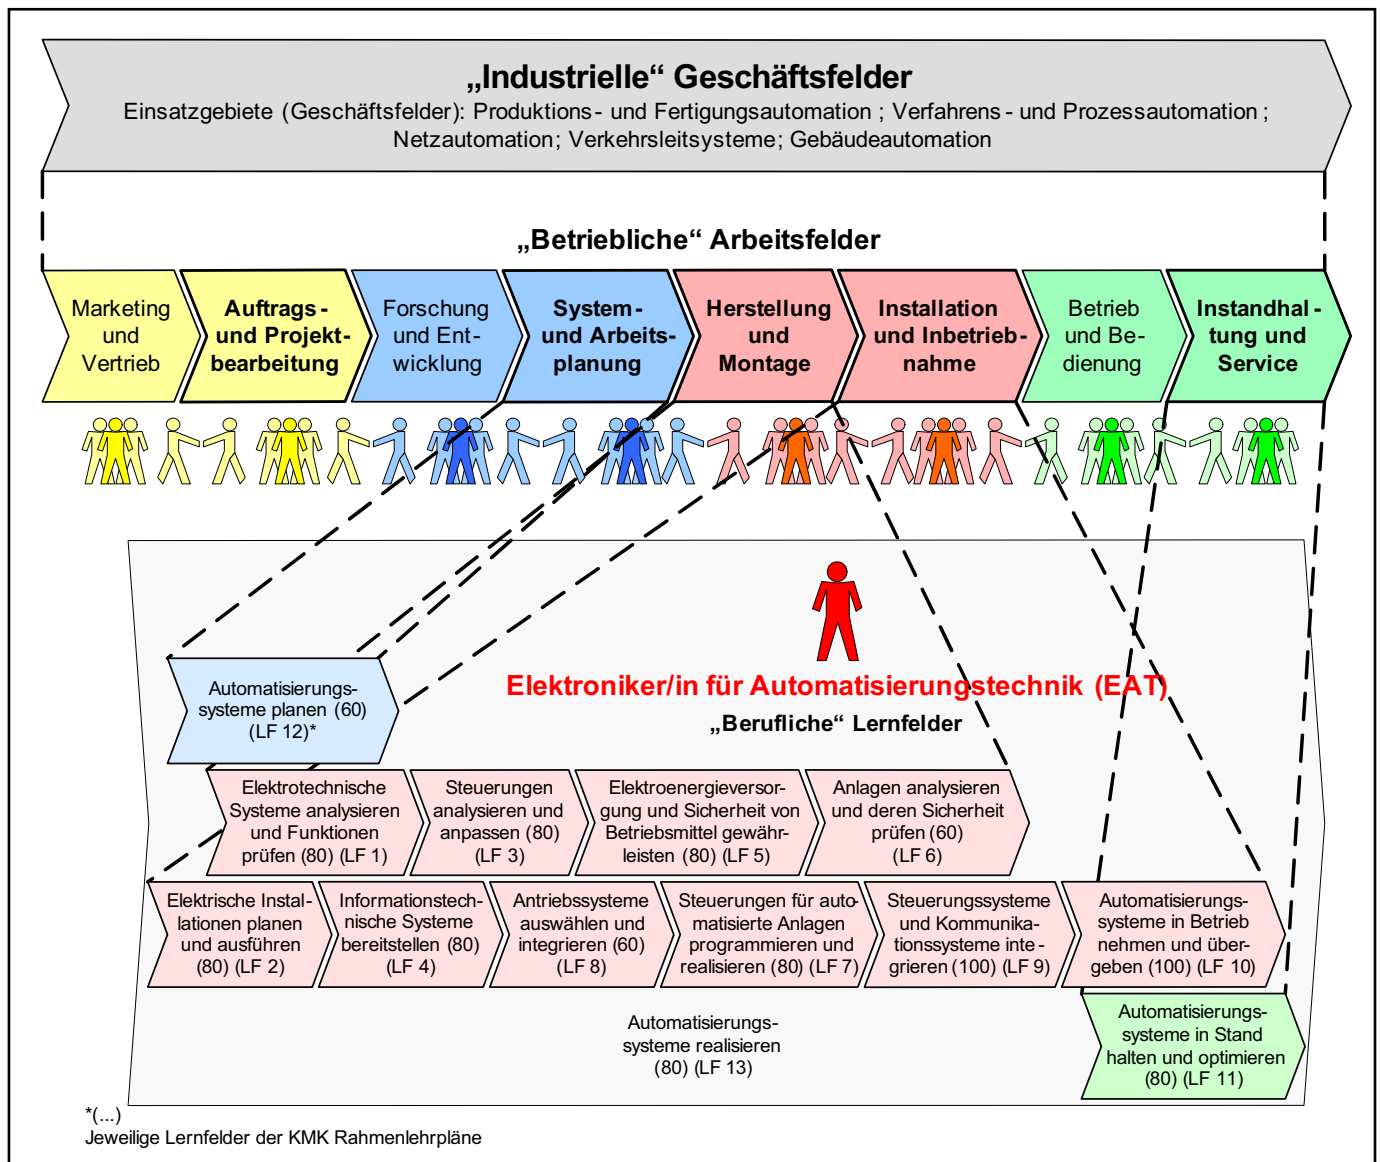 „Industrielle“ Geschäftsfelder
Einsatzgebiete (Geschäftsfelder): Produktions- und Fertigungsautomation ; Verfahrens- und Prozessautomation ;
Netzautomation; Verkehrsleitsysteme; Gebäudeautomation
„Betriebliche“ Arbeitsfelder
Marketing
und
Vertrieb
Auftrags-
und Projekt-
bearbeitung
Forschung
und Ent-
wicklung
System-
und Arbeits-
planung
Herstellung
und
Montage
Installation
und Inbetrieb-
nahme
Betrieb
und Be-
dienung
Instandhal-
tung und
Service
Elektroniker/in für Automatisierungstechnik (EAT)
„Berufliche“ Lernfelder
Automatisierungs-
systeme planen (60)
(LF 12)*
Elektrotechnische
Systeme analysieren
und Funktionen
prüfen (80) (LF 1)
Steuerungen
analysieren und
anpassen (80)
(LF 3)
Elektroenergieversor-
gung und Sicherheit von
Betriebsmittel gewähr-
leisten (80) (LF 5)
Anlagen analysieren
und deren Sicherheit
prüfen (60)
(LF 6)
Elektrische Instal-
lationen planen
und ausführen
(80) (LF 2)
Informationstech-
nische Systeme
bereitstellen (80)
(LF 4)
Antriebssysteme
auswählen und
integrieren (60)
(LF 8)
Steuerungen für auto-
matisierte Anlagen
programmieren und
realisieren (80) (LF 7)
Steuerungssysteme
und Kommunika-
tionssysteme inte-
grieren (100) (LF 9)
Automatisierungs-
systeme in Betrieb
nehmen und über-
geben (100) (LF 10)
Automatisierungs-
systeme realisieren
(80) (LF 13)
Automatisierungs-
systeme in Stand
halten und optimieren
(80) (LF 11)
*(...)
Jeweilige Lernfelder der KMK Rahmenlehrpläne